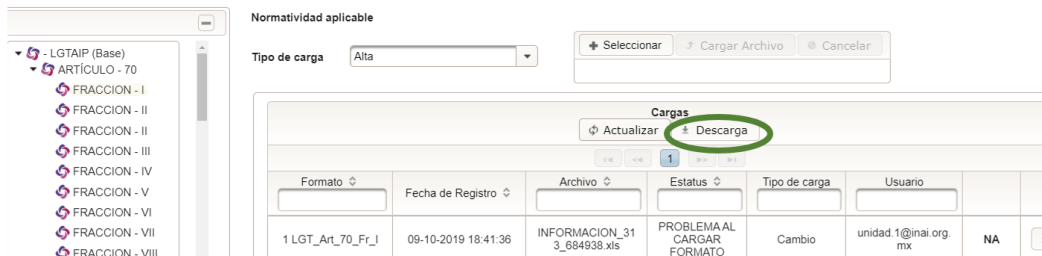 Normatividad aplicable
- LGTAIP (Base)
ARTÍCULO - 70
FRACCION - I
FRACCION - II
FRACCION - II
FRACCION - III
FRACCION - IV
FRACCION - V
FRACCION - VI
FRACCION - VII
FRACCION - VIII
Tipo de carga Alta
Seleccionar Cargar Archivo Cancelar
Cargas
Actualizar Descarga
1
Formato Fecha de Registro Archivo Estatus Tipo de carga Usuario
1 LGT_Art_70_Fr_I 09-10-2019 18:41:36 INFORMACION_31 PROBLEMA AL Cambio unidad.1@inai.org. NA
3_684938.xls CARGAR mx
FORMATO